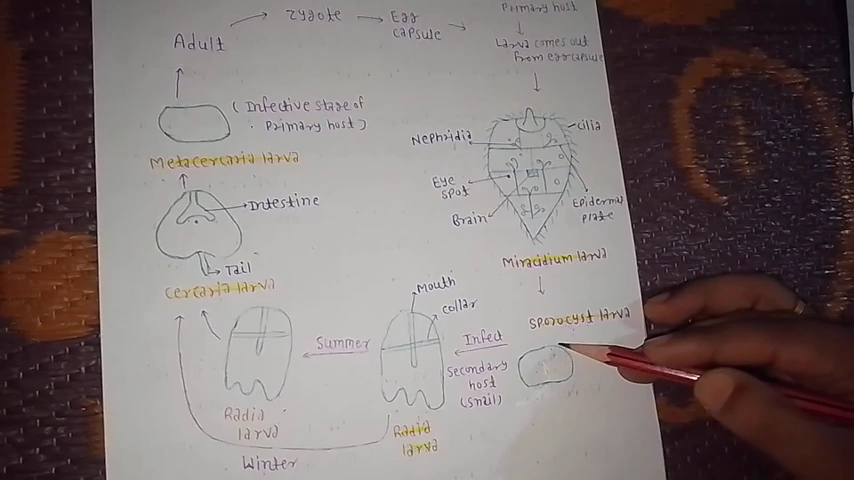 Primary host
zygote
Egg
capsule
Adult
Larva comes out
from egg capsule
(Infective stage of
Primary host)
Metacercaria larva
Nephridia
cilia
Eye
spot
Brain
Epidermal
plate
Miracidium larva
Intestine
Tail
Cercaria larva
Mouth
collar
Sporocyst larva
Infect
Secondary
host
(snail)
Summer
Radia
larva
Radia
larva
Winter